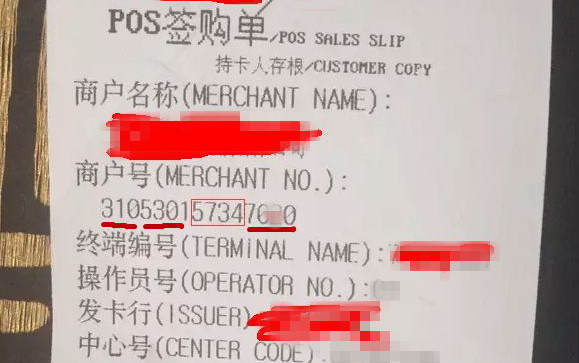 POS签购单/POS SALES SLIP
持卡人存根/CUSTOMER COPY
商户名称(MERCHANT NAME):
商户号(MERCHANT NO.):
310530157347
终端编号(TERMINAL NAME):
操作员号(OPERATOR NO.):
发卡行(ISSUER)
中心号(CENTER CODE)